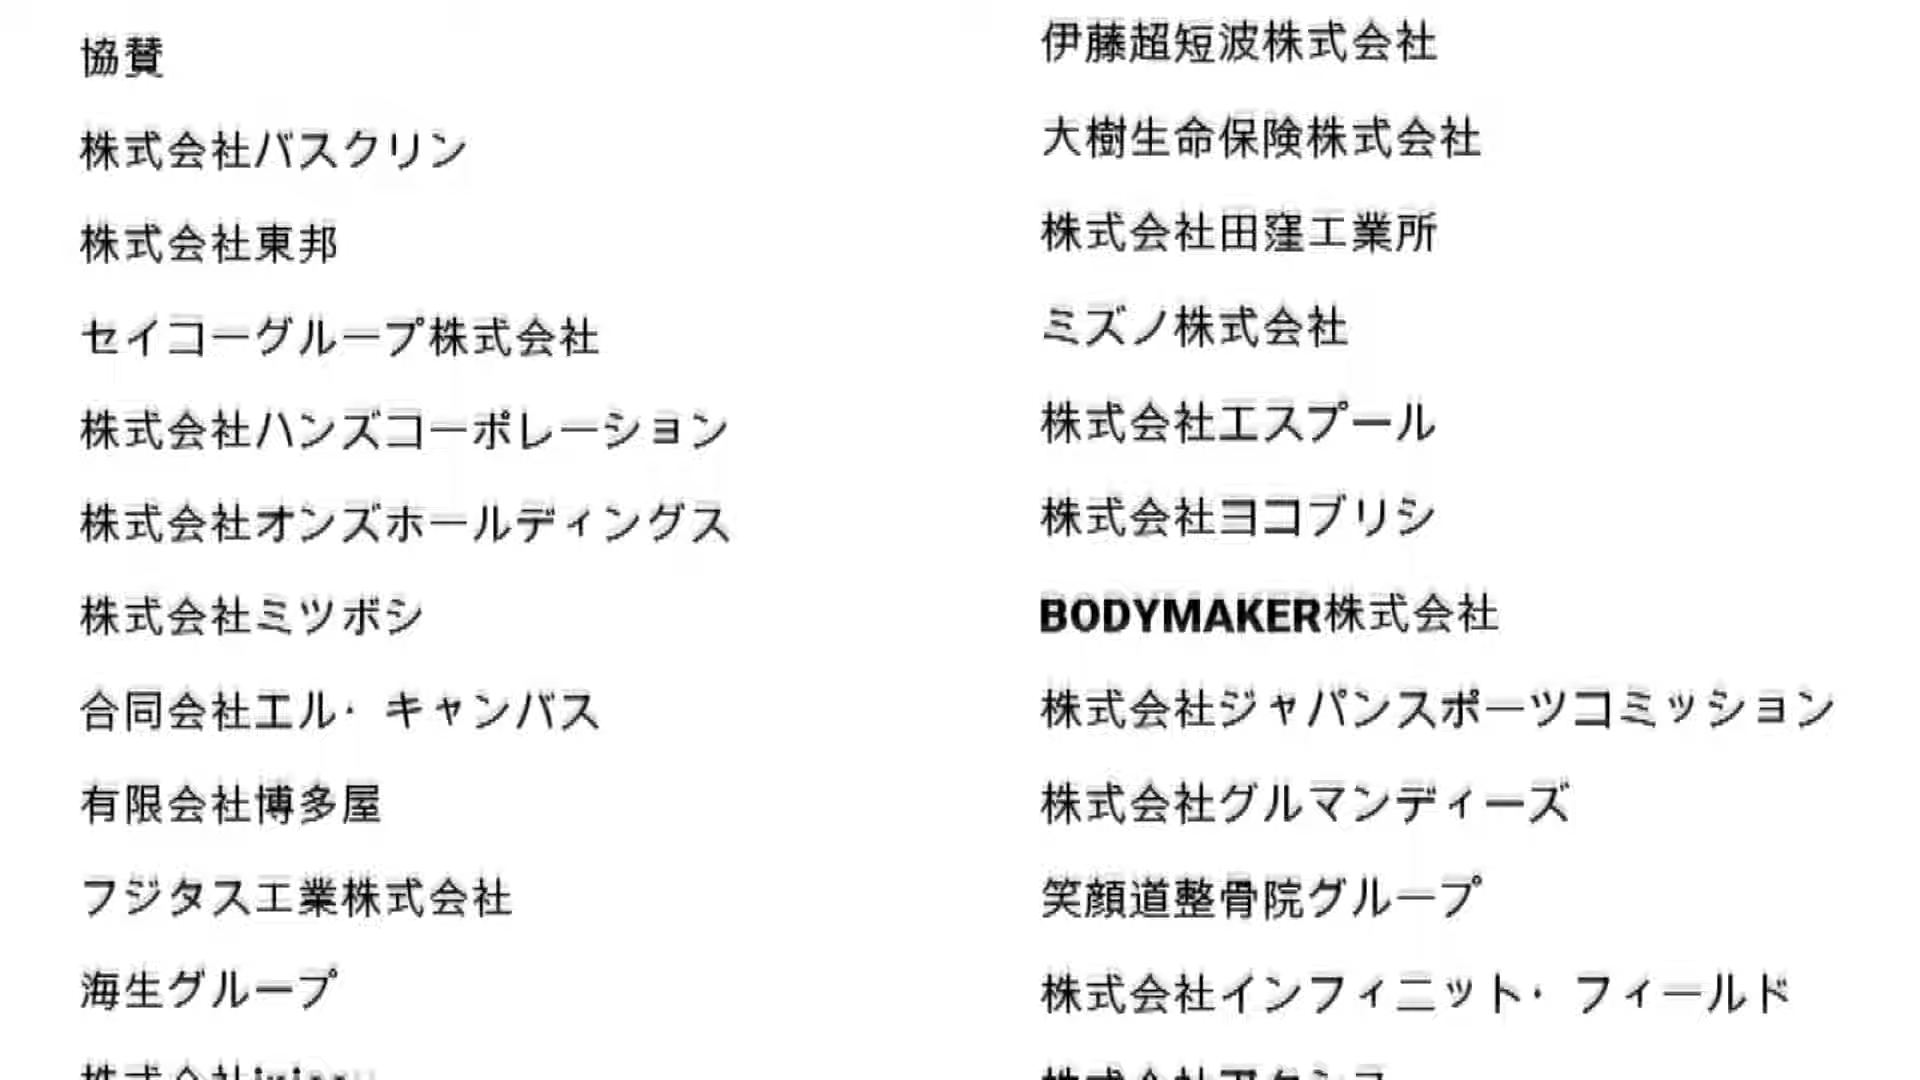 協賛
株式会社バスクリン
株式会社東邦
セイコーグループ株式会社
株式会社ハンズコーポレーション
株式会社オンズホールディングス
株式会社ミツボシ
合同会社エル・キャンバス
有限会社博多屋
フジタス工業株式会社
海生グループ
株式会社
伊藤超短波株式会社
大樹生命保険株式会社
株式会社田窪工業所
ミズノ株式会社
株式会社エスプール
株式会社ヨコブリシ
BODYMAKER株式会社
株式会社ジャパンスポーツコミッション
株式会社グルマンディーズ
笑顔道整骨院グループ
株式会社インフィニット・フィールド
株式会社